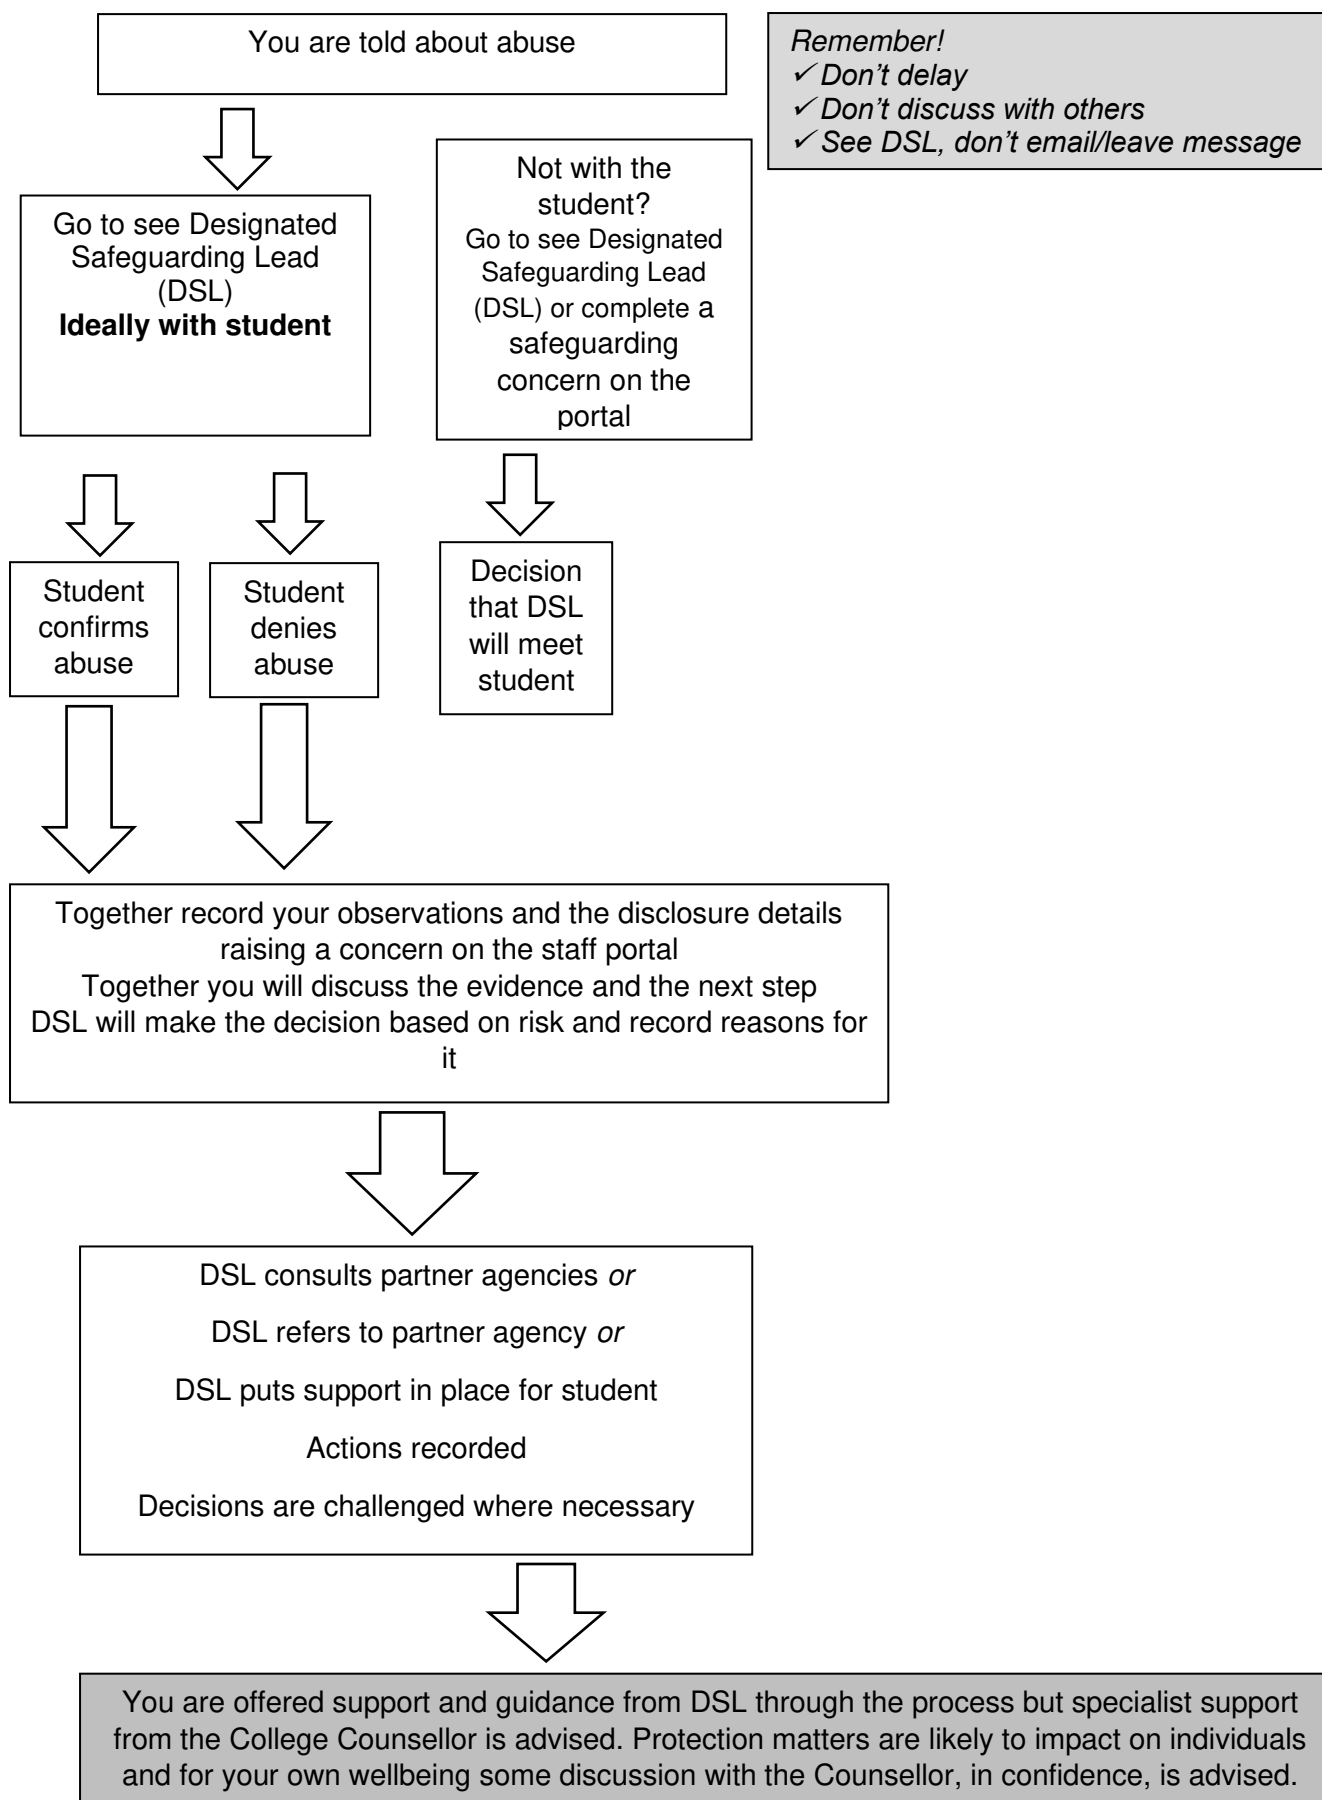 You are told about abuse
Remember!
✓ Don't delay
✓ Don't discuss with others
✓ See DSL, don't email/leave message
Go to see Designated
Safeguarding Lead
(DSL)
Ideally with student
Not with the
student?
Go to see Designated
Safeguarding Lead
(DSL) or complete a
safeguarding
concern on the
portal
Student
confirms
abuse
Student
denies
abuse
Decision
that DSL
will meet
student
Together record your observations and the disclosure details
raising a concern on the staff portal
Together you will discuss the evidence and the next step
DSL will make the decision based on risk and record reasons for
it
DSL consults partner agencies or
DSL refers to partner agency or
DSL puts support in place for student
Actions recorded
Decisions are challenged where necessary
You are offered support and guidance from DSL through the process but specialist support
from the College Counsellor is advised. Protection matters are likely to impact on individuals
and for your own wellbeing some discussion with the Counsellor, in confidence, is advised.